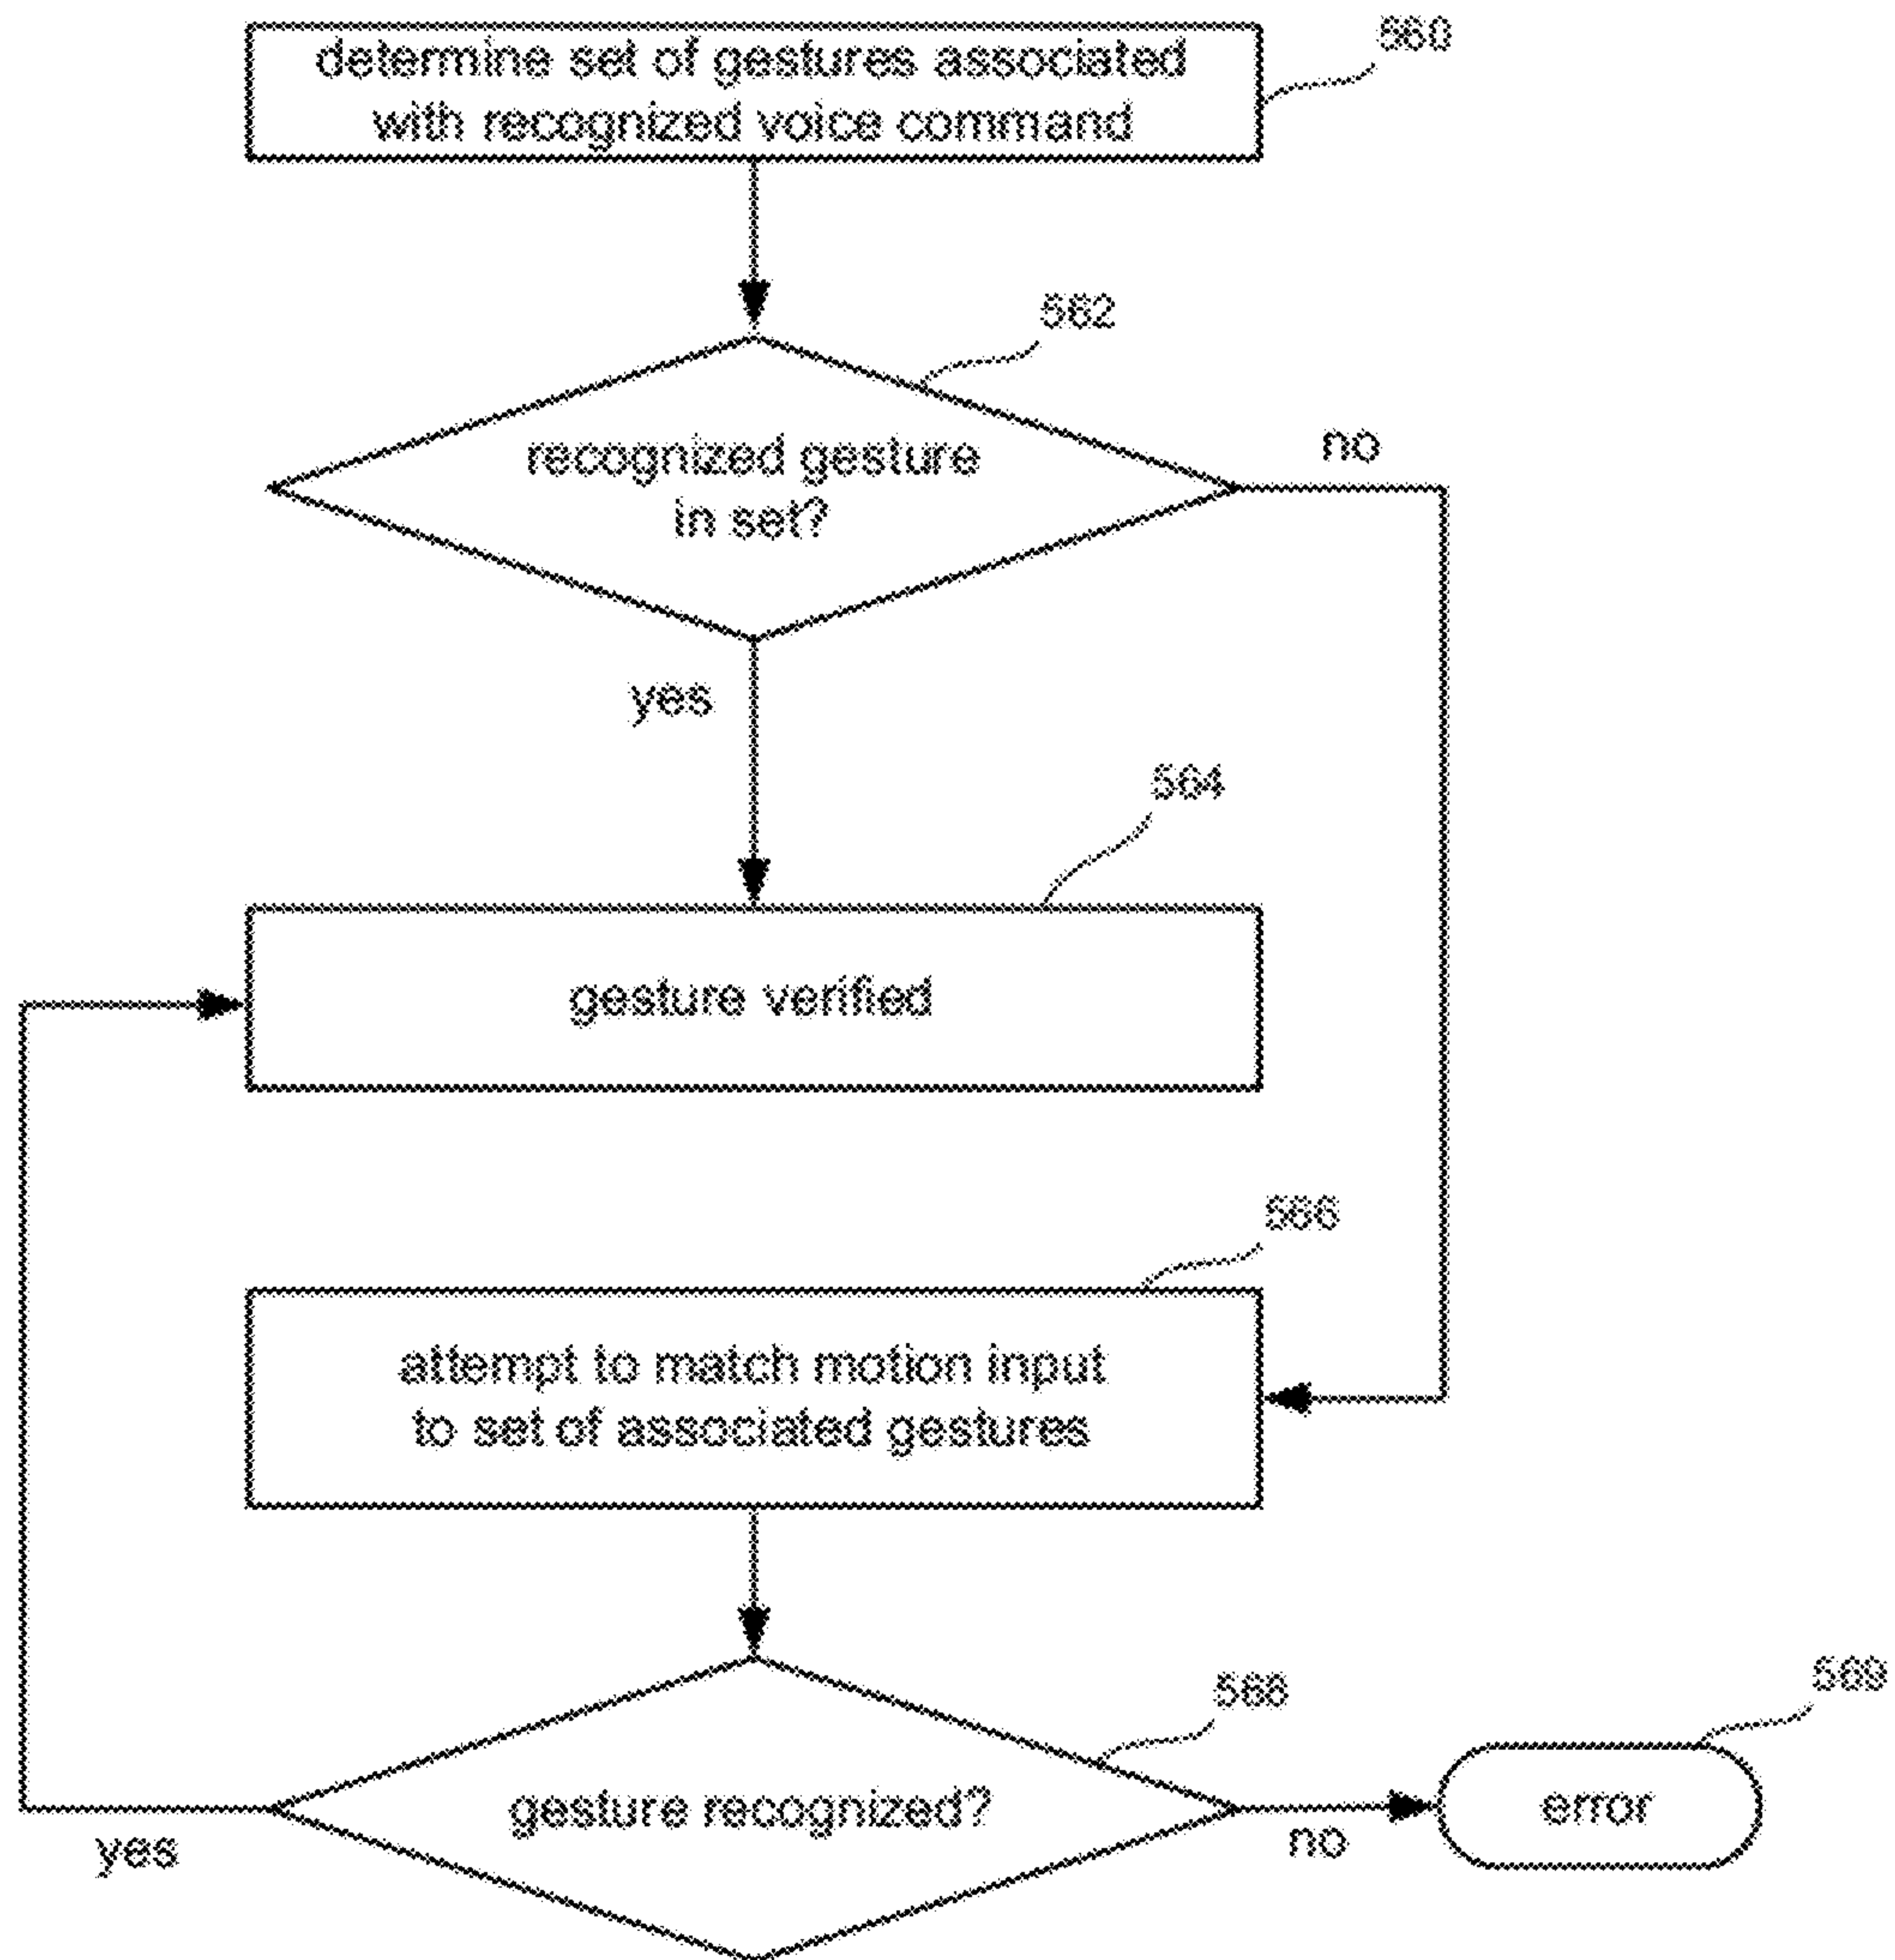 560
determine set of gestures associated
with recognized voice command
562
recognized gesture
in set?
no
yes
564
gesture verified
566
attempt to match motion input
to set of associated gestures
568
569
gesture recognized?
error
yes
no